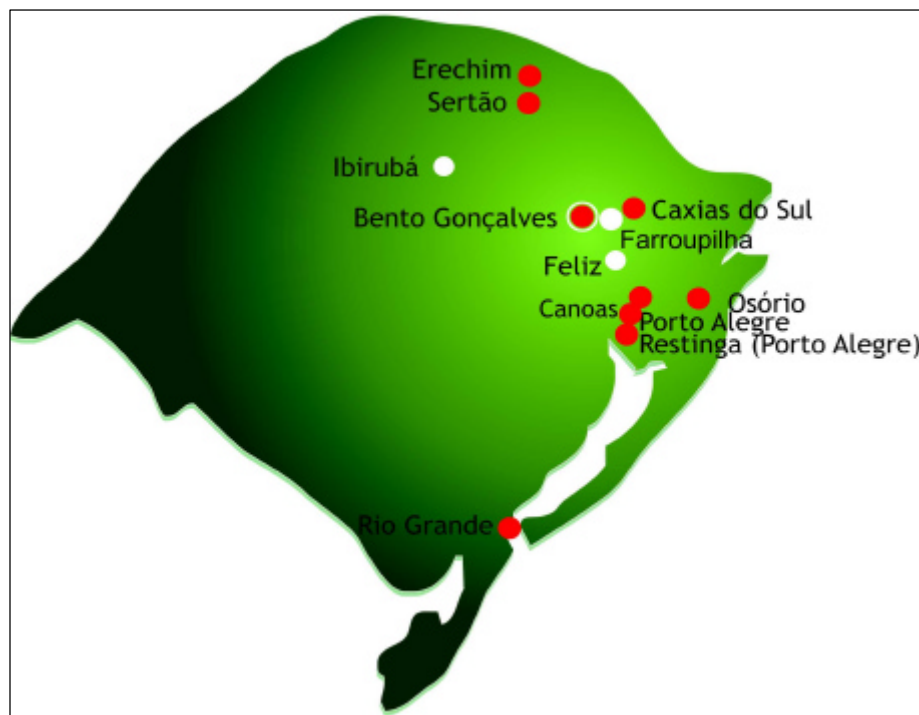 Erechim
Sertão
Ibirubá
Bento Gonçalves
Caxias do Sul
Farroupilha
Feliz
Canoas
Osório
Porto Alegre
Restinga (Porto Alegre)
Rio Grande